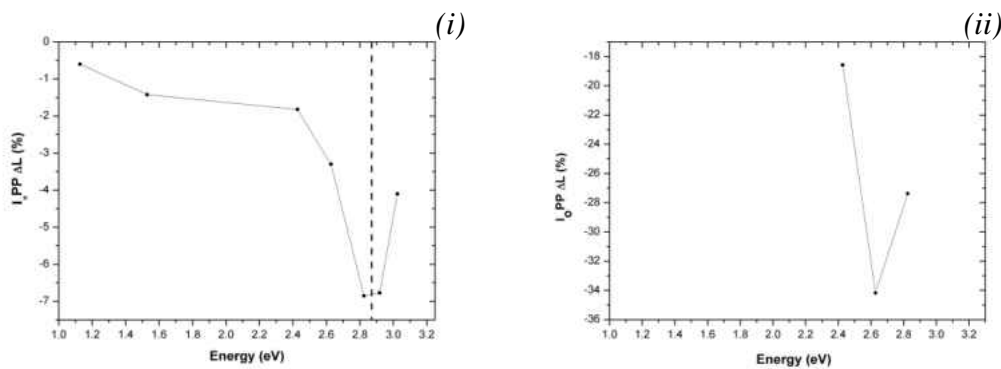 (i)
0
-1
-2
-3
-4
-5
-6
-7
I_PP ΔL (%)
1.0 1.2 1.4 1.6 1.8 2.0 2.2 2.4 2.6 2.8 3.0 3.2
Energy (eV)
(ii)
-18
-20
-22
-24
-26
-28
-30
-32
-34
-36
I_O PP ΔL (%)
1.0 1.2 1.4 1.6 1.8 2.0 2.2 2.4 2.6 2.8 3.0 3.2
Energy (eV)